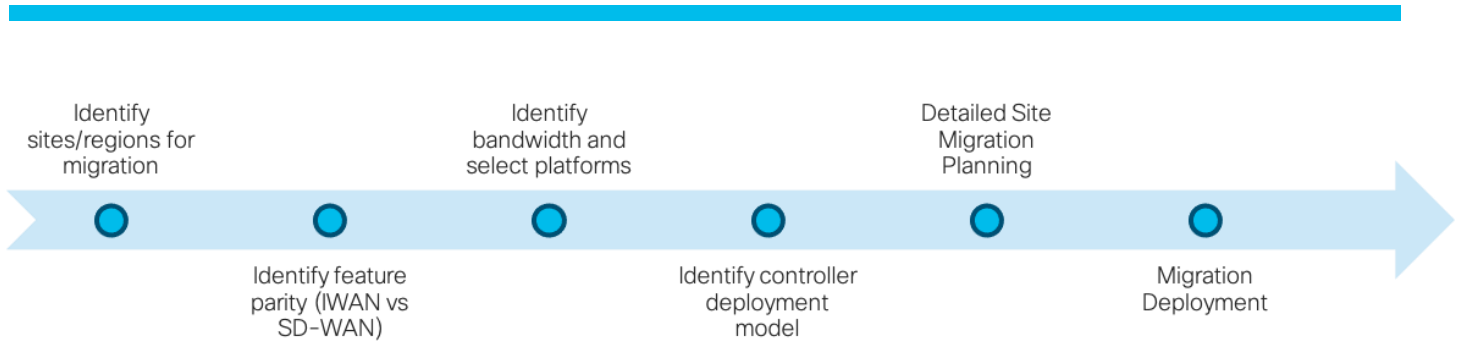 Identify
sites/regions for
migration
Identify feature
parity (IWAN vs
SD-WAN)
Identify
bandwidth and
select platforms
Identify controller
deployment
model
Detailed Site
Migration
Planning
Migration
Deployment